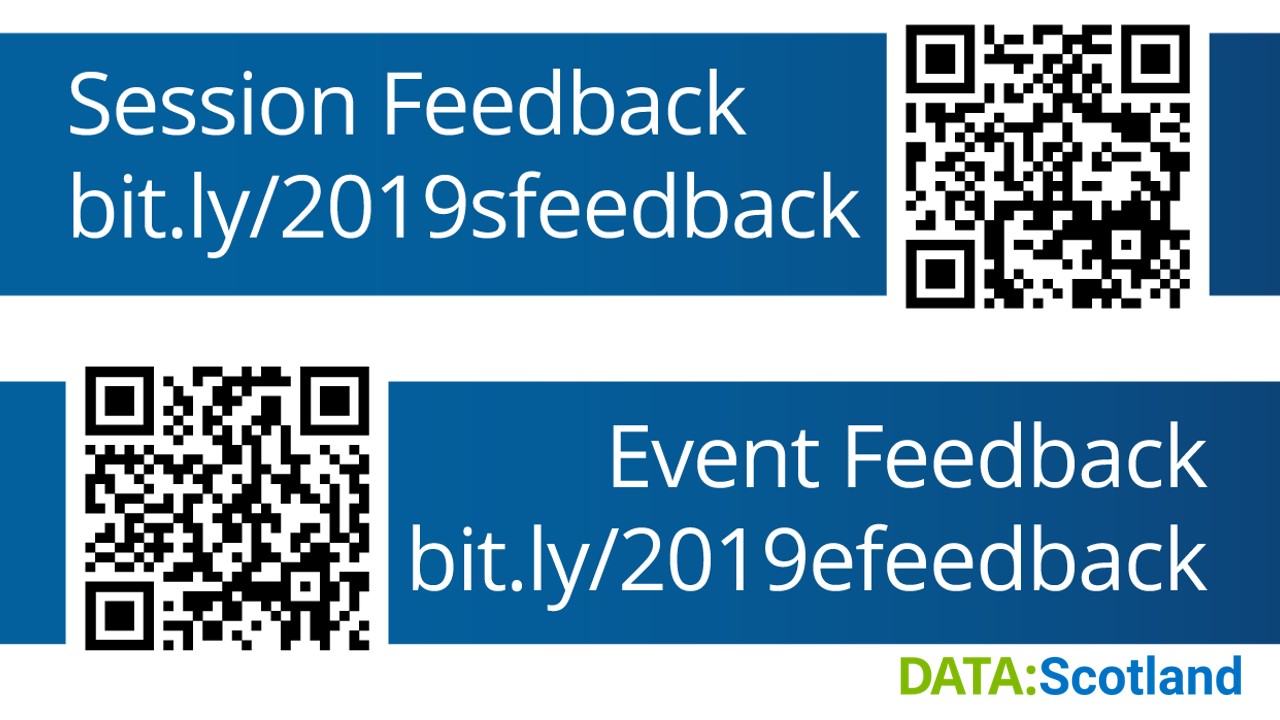 Session Feedback
bit.ly/2019sfeedback
Event Feedback
bit.ly/2019efeedback
DATA:Scotland